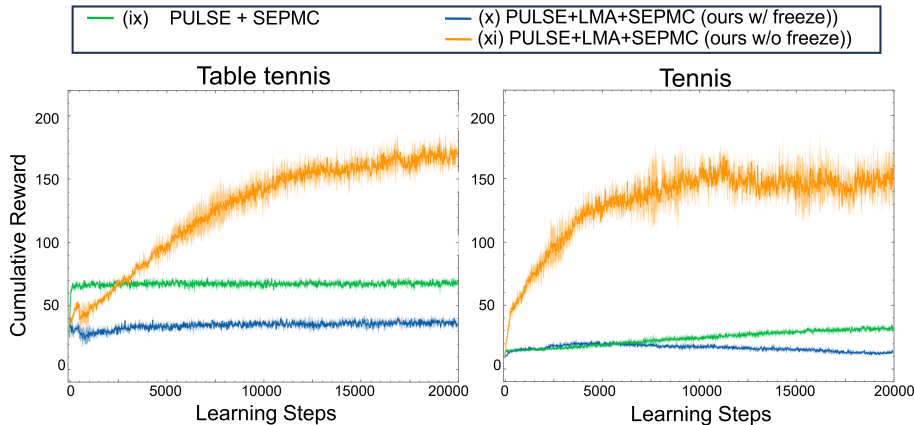 (ix) PULSE + SEPMC
(x) PULSE+LMA+SEPMC (ours w/ freeze))
(xi) PULSE+LMA+SEPMC (ours w/o freeze))
Table tennis
Tennis
Cumulative Reward
200
150
100
50
0
0
5000
10000
15000
20000
Learning Steps
200
150
100
50
0
0
5000
10000
15000
20000
Learning Steps